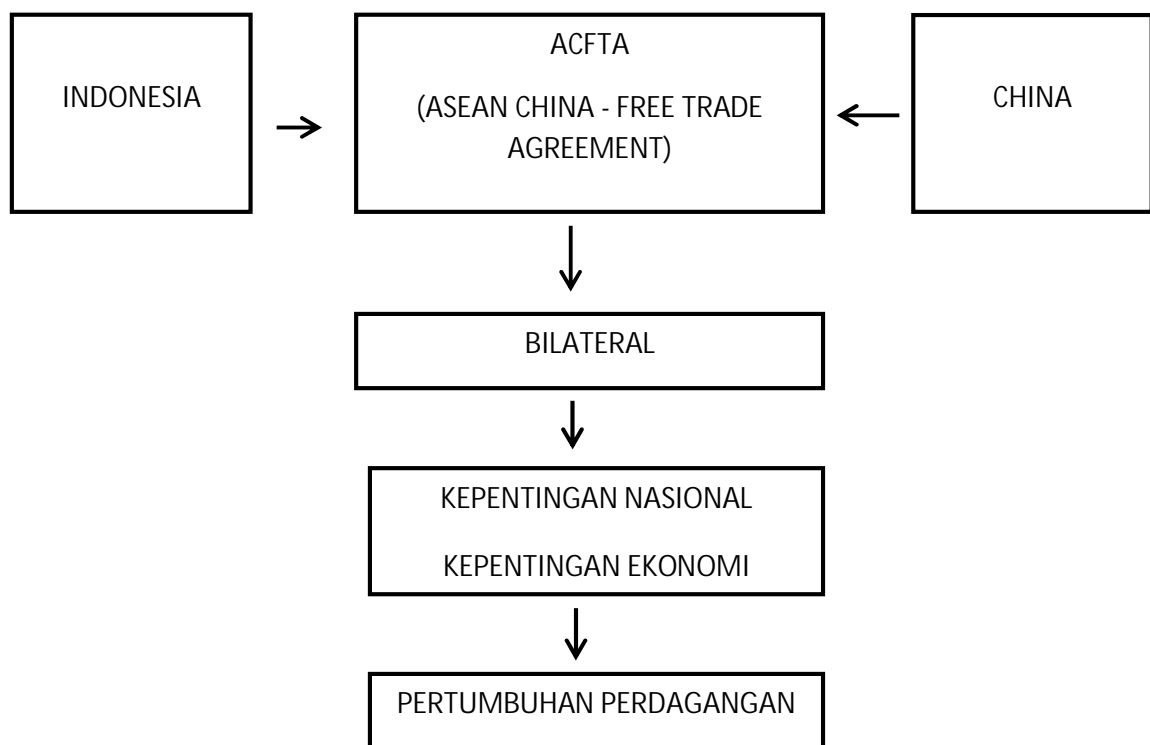 INDONESIA
ACFTA
(ASEAN CHINA - FREE TRADE
AGREEMENT)
CHINA
BILATERAL
KEPENTINGAN NASIONAL
KEPENTINGAN EKONOMI
PERTUMBUHAN PERDAGANGAN